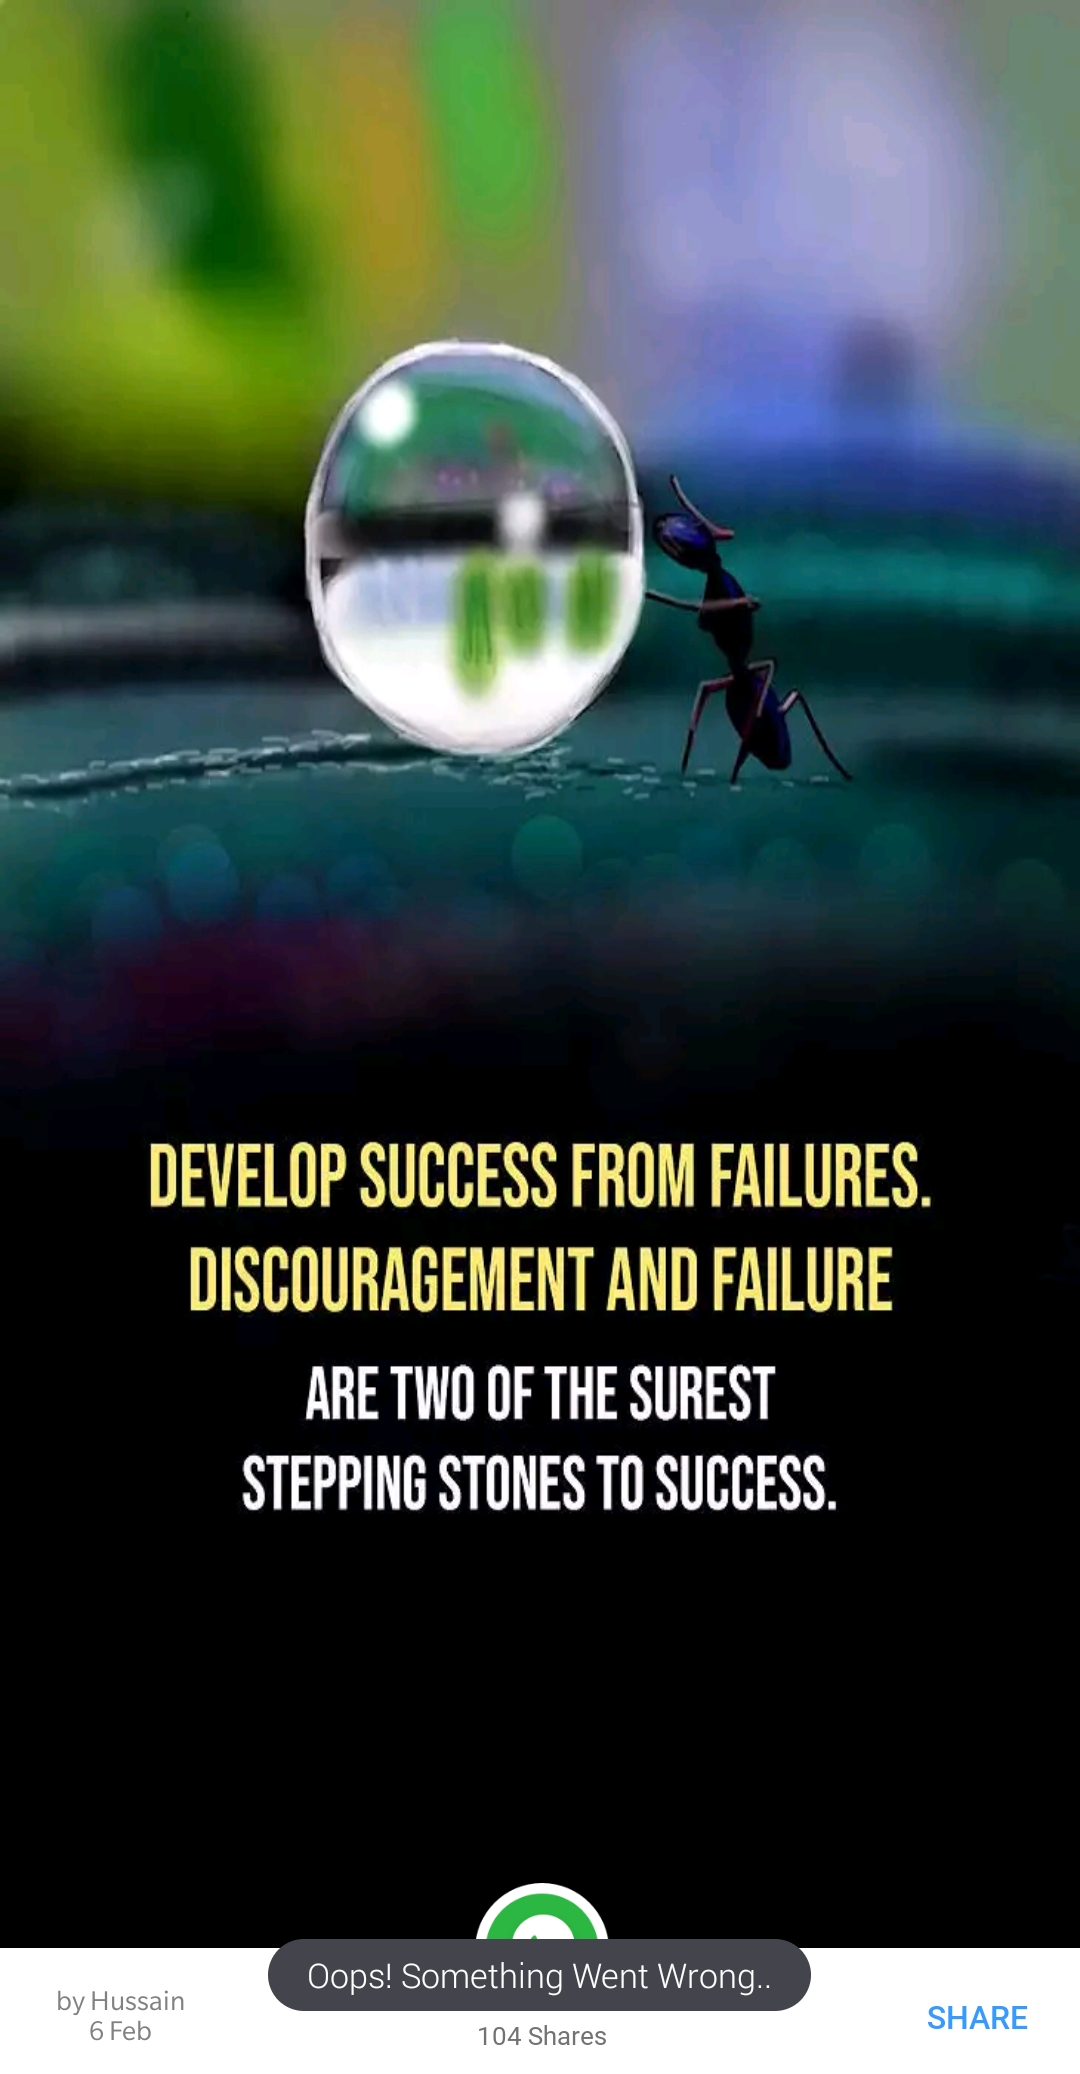 DEVELOP SUCCESS FROM FAILURES.
DISCOURAGEMENT AND FAILURE
ARE TWO OF THE SUREST
STEPPING STONES TO SUCCESS.
Oops! Something Went Wrong..
by Hussain
6 Feb
104 Shares
SHARE